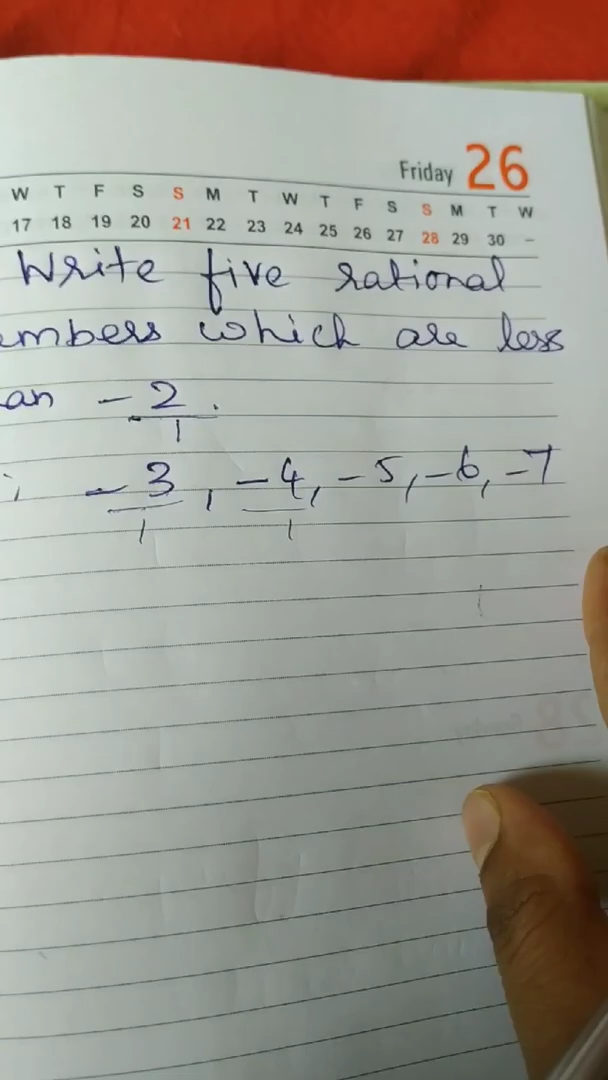 Friday 26
W T F S S M T W T F S S M T W
17 18 19 20 21 22 23 24 25 26 27 28 29 30 –
Write five rational
embers which are less
an -2/1.
; -3/1, -4/1, -5, -6, -7